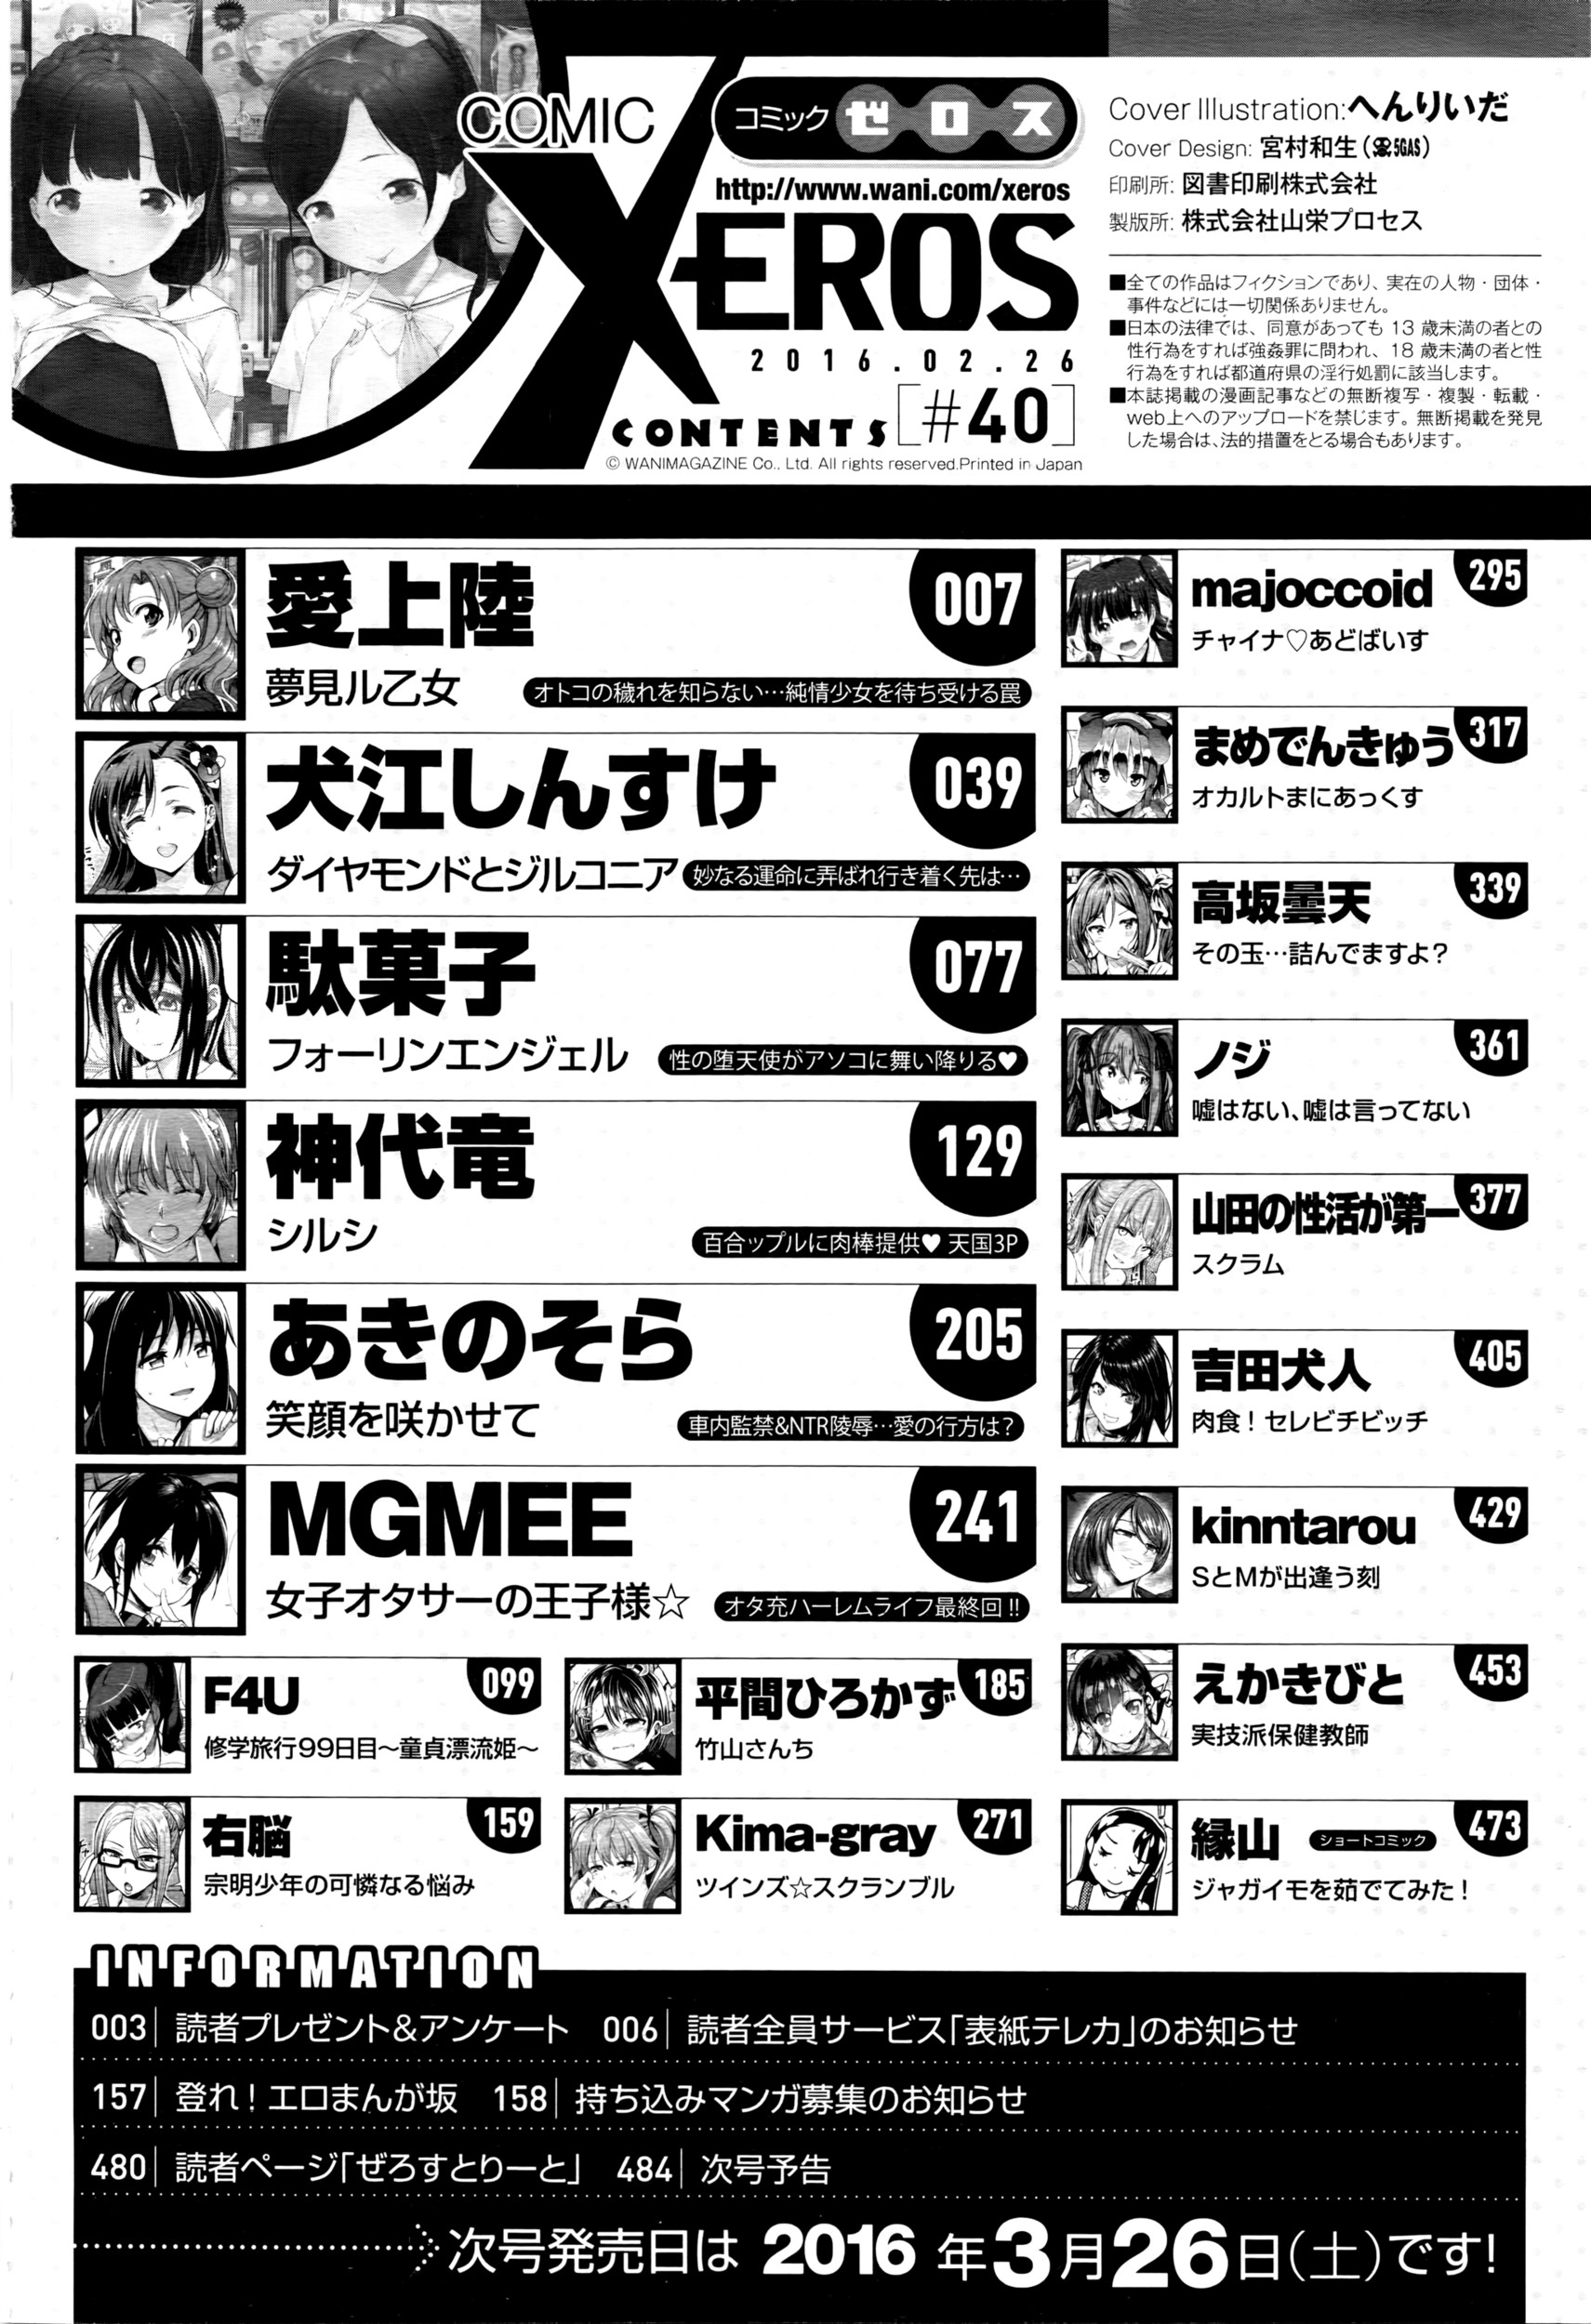 COMIC
コミック ゼロス
http://www.wani.com/xeros
XEROS
2016.02.26
CONTENTS [#40]
© WANIMAGAZINE Co., Ltd. All rights reserved.Printed in Japan
Cover Illustration:へんりいだ
Cover Design: 宮村和生(5GAS)
印刷所: 図書印刷株式会社
製版所: 株式会社山栄プロセス
■全ての作品はフィクションであり、実在の人物・団体・
事件などには一切関係ありません。
■日本の法律では、同意があっても 13 歳未満の者との
性行為をすれば強姦罪に問われ、18 歳未満の者と性
行為をすれば都道府県の淫行処罰に該当します。
■本誌掲載の漫画記事などの無断複写・複製・転載・
web上へのアップロードを禁じます。無断掲載を発見
した場合は、法的措置をとる場合もあります。
愛上陸 007
夢見ル乙女 オトコの穢れを知らない…純情少女を待ち受ける罠
犬江しんすけ 039
ダイヤモンドとジルコニア 妙なる運命に弄ばれ行き着く先は…
駄菓子 077
フォーリンエンジェル 性の堕天使がアソコに舞い降りる♥
神代竜 129
シルシ 百合ップルに肉棒提供♥ 天国3P
あきのそら 205
笑顔を咲かせて 車内監禁&NTR陵辱…愛の行方は?
MGMEE 241
女子オタサーの王子様☆ オタ充ハーレムライフ最終回!!
F4U 099
修学旅行99日目～童貞漂流姫～
平間ひろかず 185
竹山さんち
右脳 159
宗明少年の可憐なる悩み
Kima-gray 271
ツインズ☆スクランブル
majoccoid 295
チャイナ♡あどばいす
まめでんきゅう 317
オカルトまにあっくす
高坂曇天 339
その玉…詰んでますよ?
ノジ 361
嘘はない、嘘は言ってない
山田の性活が第一 377
スクラム
吉田犬人 405
肉食!セレビチビッチ
kinntarou 429
SとMが出逢う刻
えかきびと 453
実技派保健教師
縁山 ショートコミック 473
ジャガイモを茹でてみた!
INFORMATION
003 読者プレゼント&アンケート 006 読者全員サービス「表紙テレカ」のお知らせ
157 登れ!エロまんが坂 158 持ち込みマンガ募集のお知らせ
480 読者ページ「ぜろすとりーと」 484 次号予告
次号発売日は 2016 年3月26日(土)です!